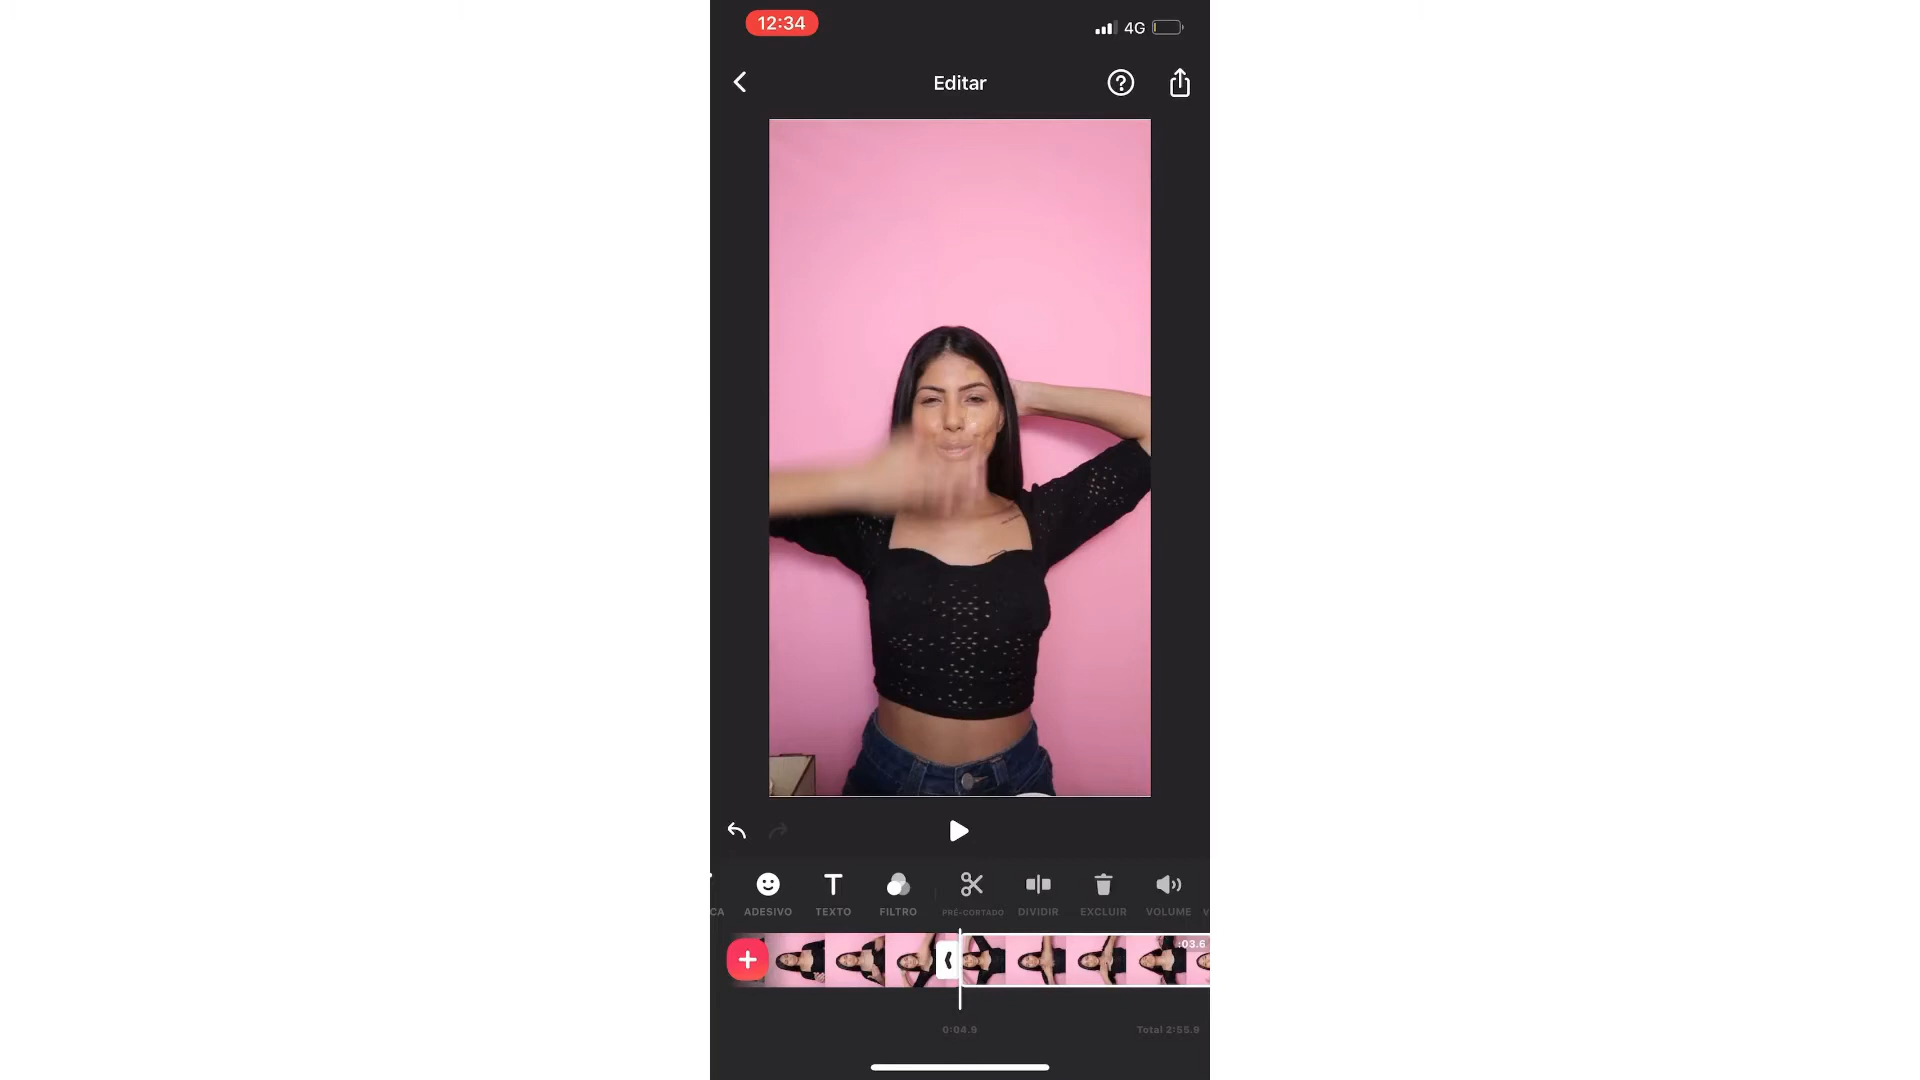 12:34
4G
Editar
CA
ADESIVO
TEXTO
FILTRO
PRÉ-CORTADO
DIVIDIR
EXCLUIR
VOLUME
V
:03.6
0:04.9
Total 2:55.9